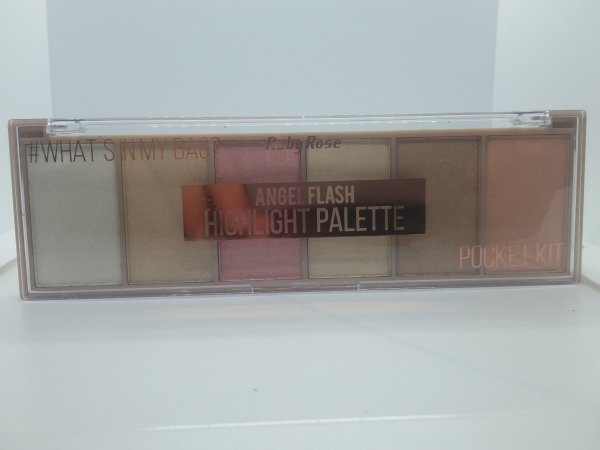 #WHAT'S IN MY BAG?
Ruby Rose
ANGEL FLASH
HIGHLIGHT PALETTE
POCKET KIT